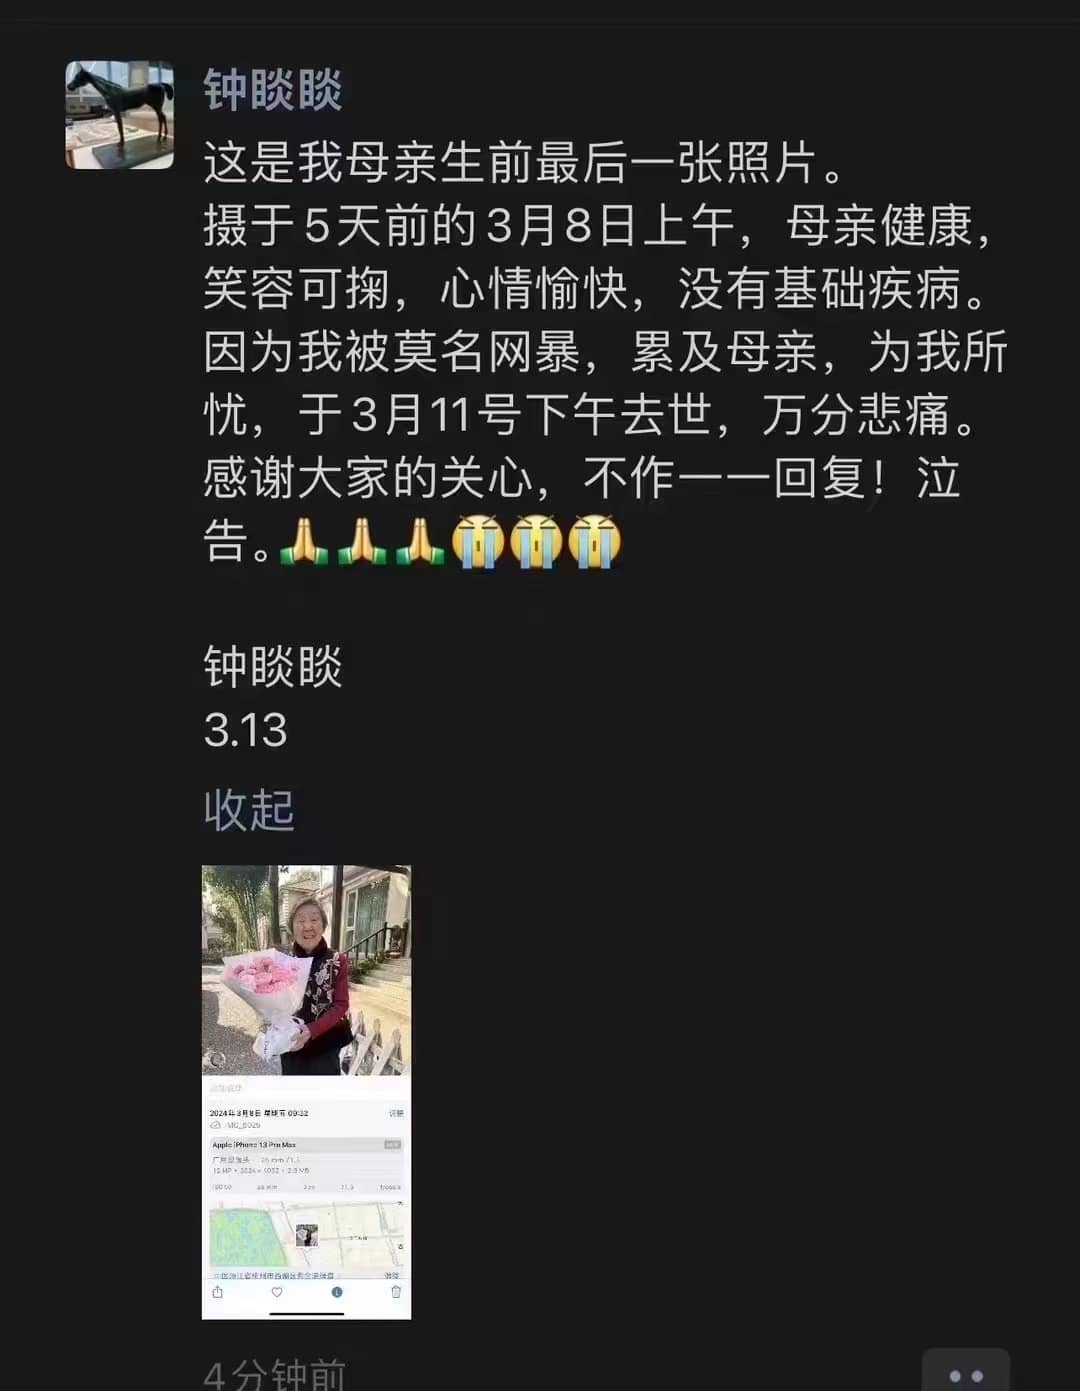 钟睒睒
这是我母亲生前最后一张照片。
摄于5天前的3月8日上午，母亲健康，
笑容可掬，心情愉快，没有基础疾病。
因为我被莫名网暴，累及母亲，为我所
忧，于3月11号下午去世，万分悲痛。
感谢大家的关心，不作一一回复！泣
告。🙏🙏🙏😭😭😭
钟睒睒
3.13
收起
2024年3月8日 星期五 09:32
调整
Apple iPhone 13 Pro Max
4分钟前